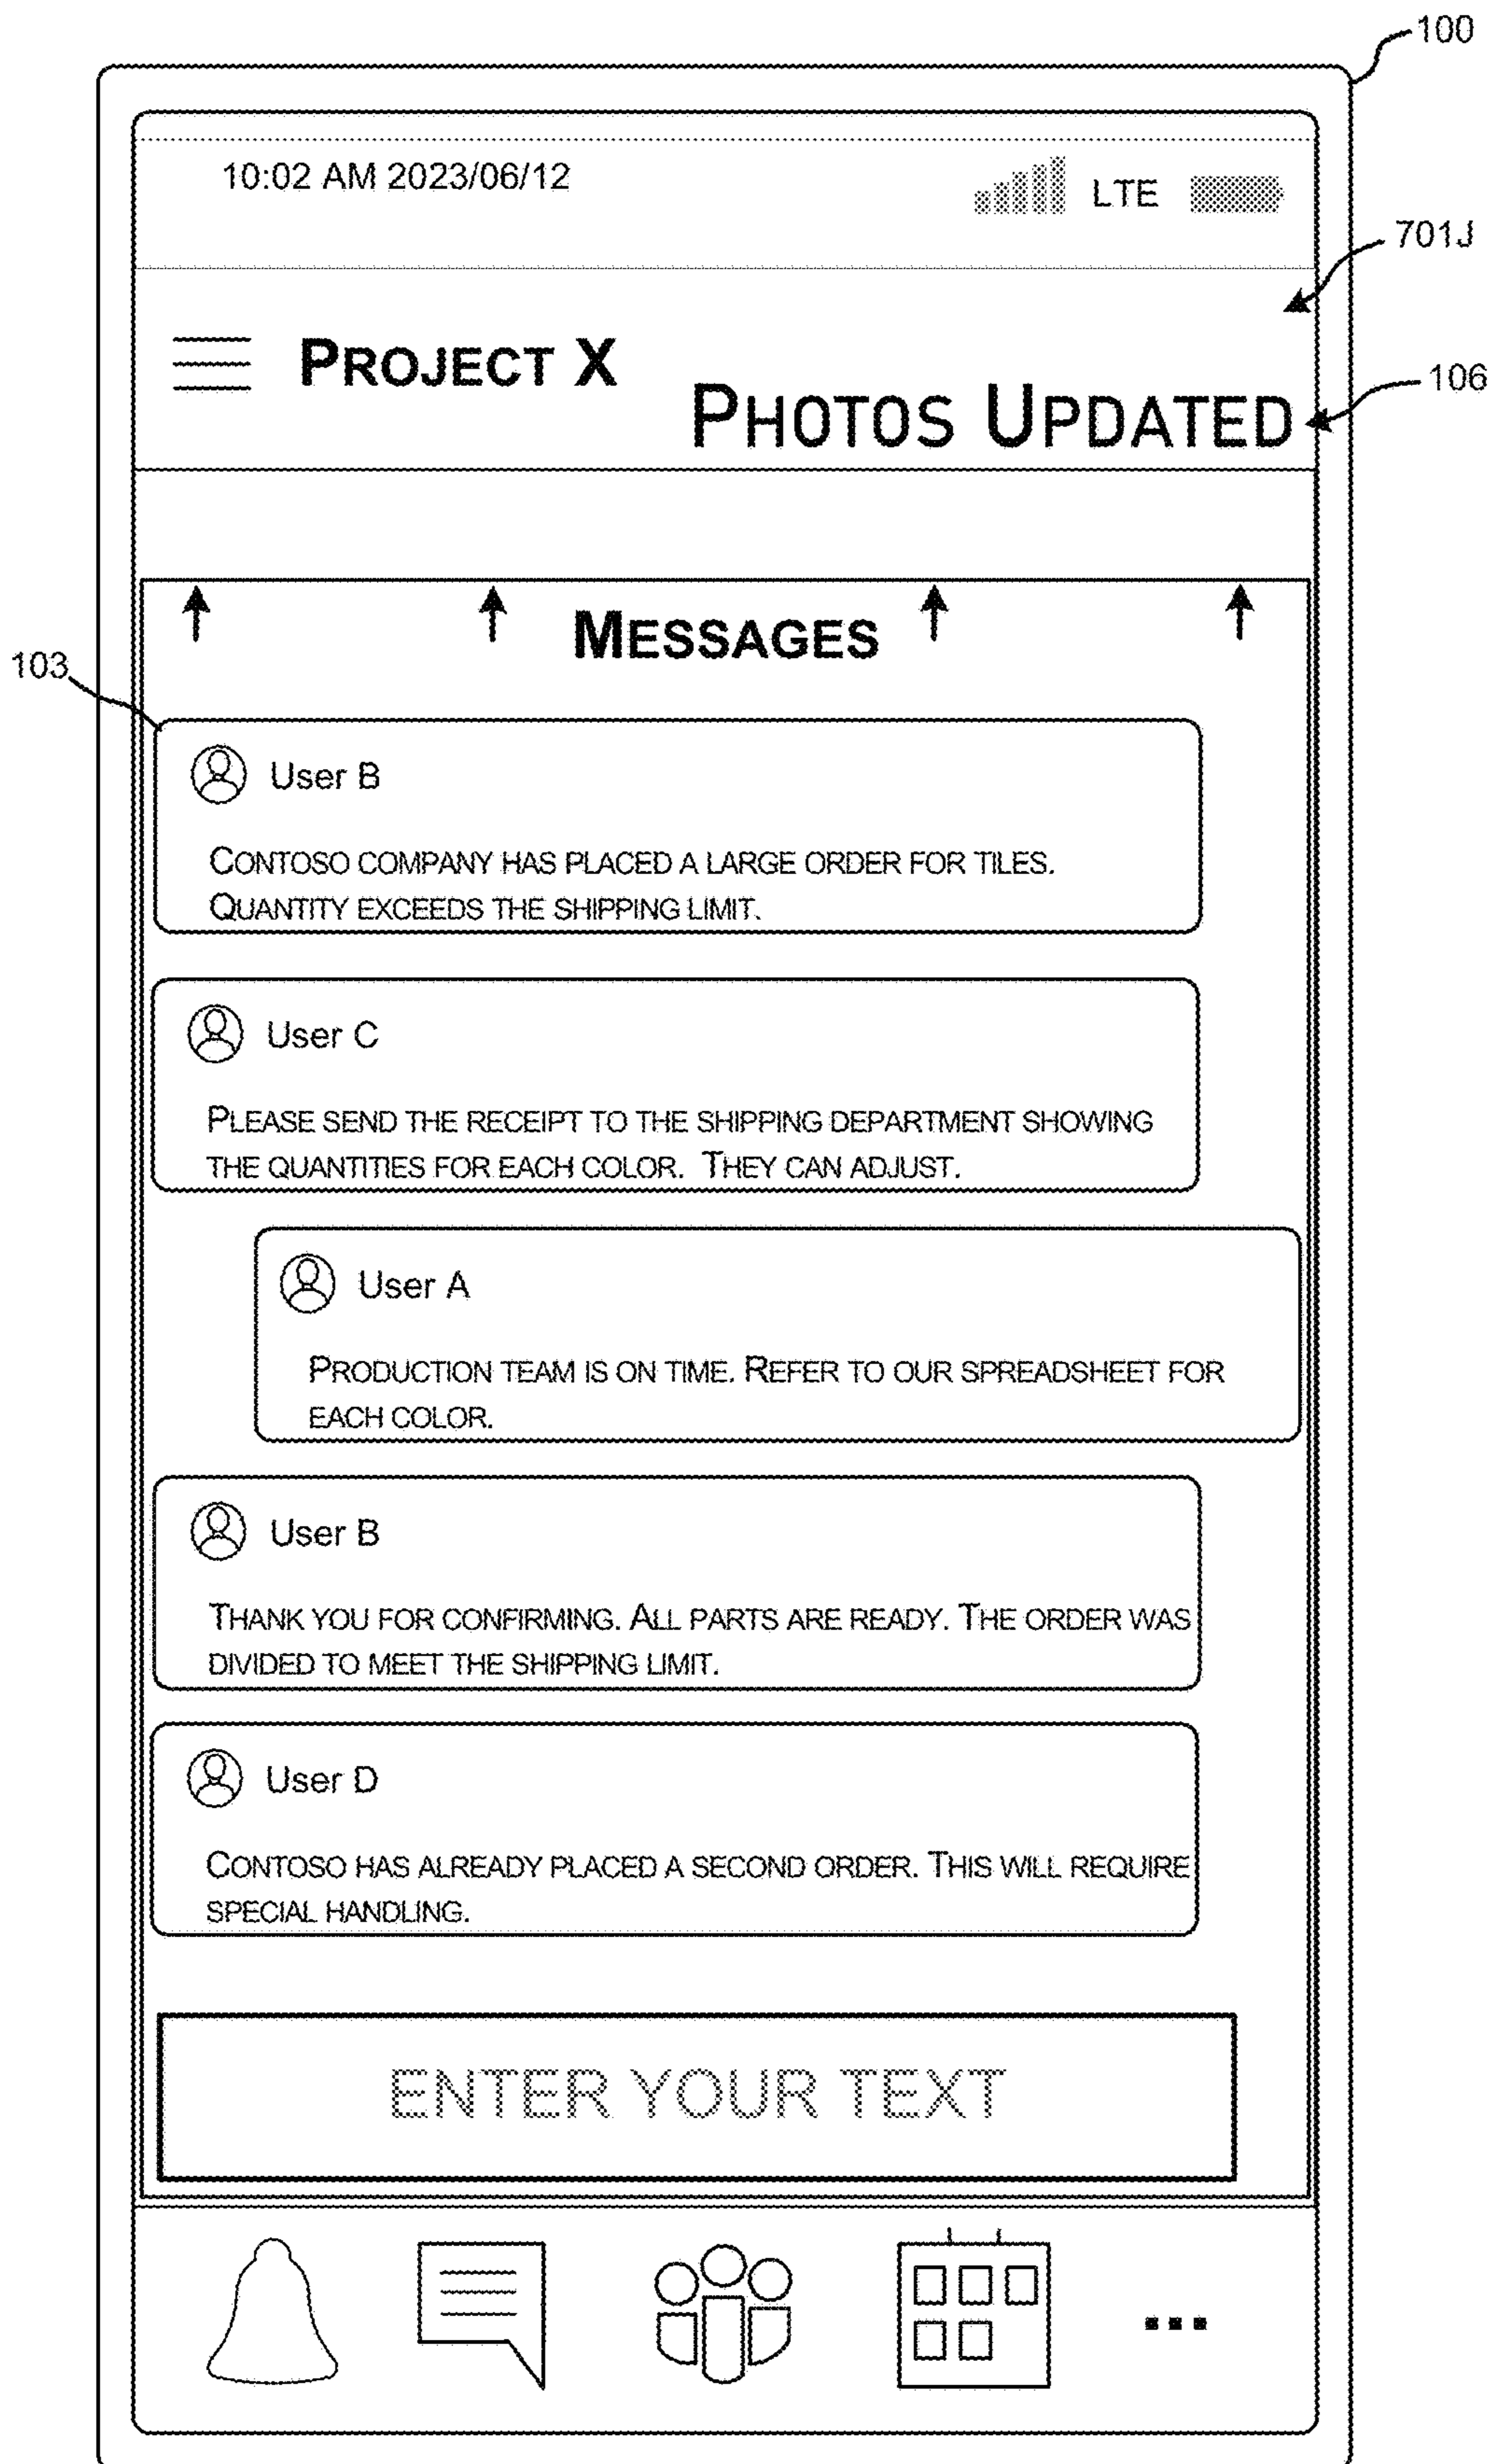 100
10:02 AM 2023/06/12 LTE
701J
PROJECT X
PHOTOS UPDATED
106
MESSAGES
103
User B
CONTOSO COMPANY HAS PLACED A LARGE ORDER FOR TILES.
QUANTITY EXCEEDS THE SHIPPING LIMIT.
User C
PLEASE SEND THE RECEIPT TO THE SHIPPING DEPARTMENT SHOWING
THE QUANTITIES FOR EACH COLOR. THEY CAN ADJUST.
User A
PRODUCTION TEAM IS ON TIME. REFER TO OUR SPREADSHEET FOR
EACH COLOR.
User B
THANK YOU FOR CONFIRMING. ALL PARTS ARE READY. THE ORDER WAS
DIVIDED TO MEET THE SHIPPING LIMIT.
User D
CONTOSO HAS ALREADY PLACED A SECOND ORDER. THIS WILL REQUIRE
SPECIAL HANDLING.
ENTER YOUR TEXT